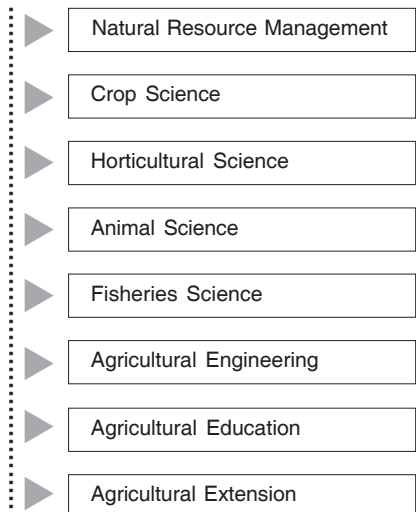 Natural Resource Management
Crop Science
Horticultural Science
Animal Science
Fisheries Science
Agricultural Engineering
Agricultural Education
Agricultural Extension